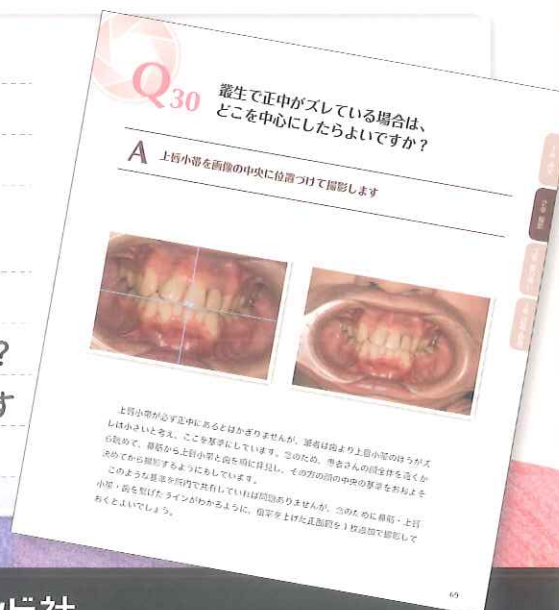 Q30
叢生で正中がズレている場合は、
どこを中心にしたらよいですか？
A 上唇小帯を画像の中央に位置づけて撮影します
上唇小帯が必ず正中にあるとはかぎりませんが、筆者は歯より上唇小帯のほうがズ
レは小さいと考え、ここを基準にしています。念のため、患者さんの顔全体を遠くか
ら眺めて、鼻筋から上唇小帯と歯を順に拝見し、その方の顔の中央の基準をおおよそ
決めてから撮影するようにもしています。
このような基準を院内で共有していれば問題ありませんが、念のために鼻筋・上唇
小帯・歯を繋げたラインがわかるように、
を上げた正面観を1枚追加で撮影して
おくとよいでしょう。
69
？
す
ド社